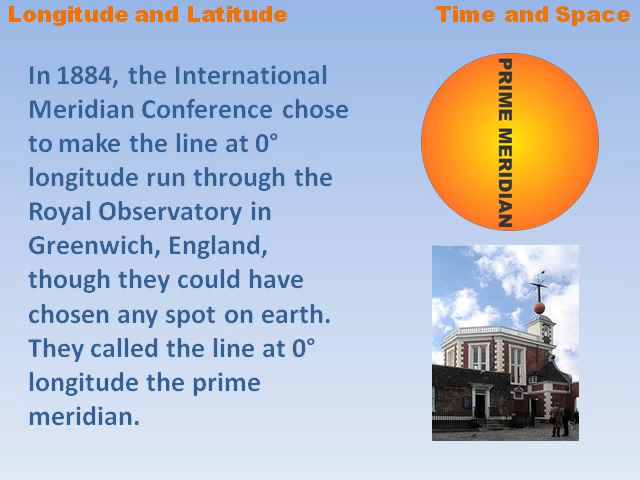 Longitude and Latitude
Time and Space
In 1884, the International
Meridian Conference chose
to make the line at 0°
longitude run through the
Royal Observatory in
Greenwich, England,
though they could have
chosen any spot on earth.
They called the line at 0°
longitude the prime
meridian.
PRIME MERIDIAN